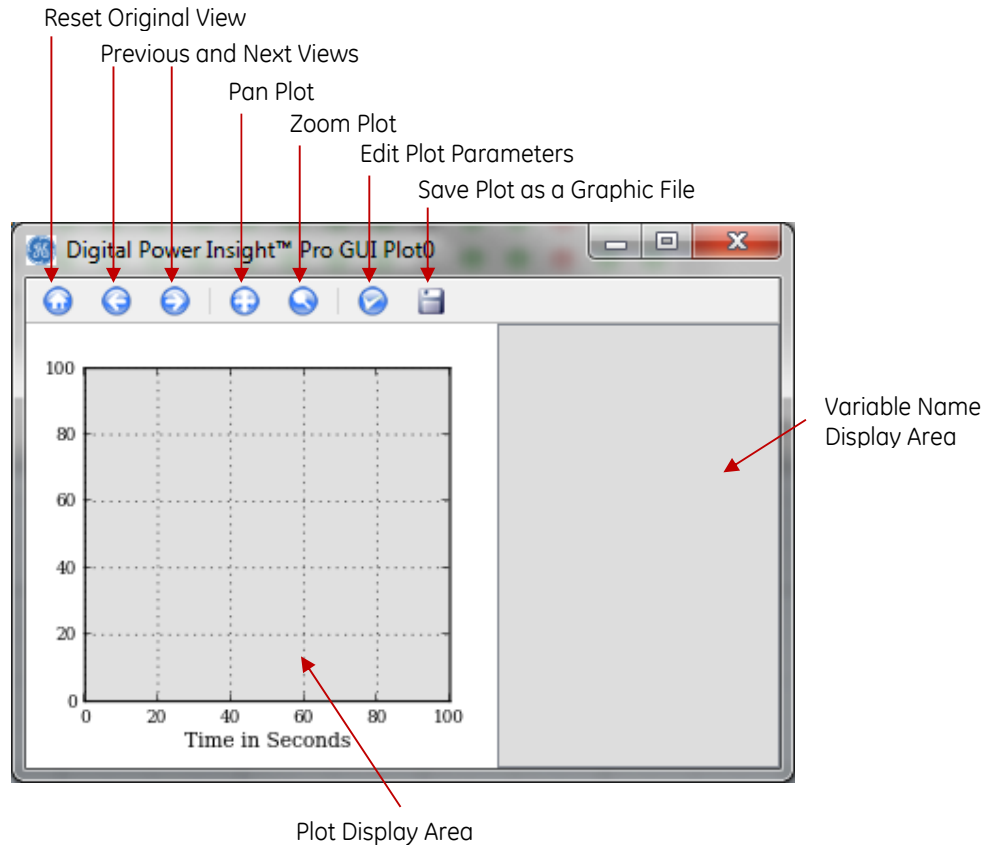 Reset Original View
Previous and Next Views
Pan Plot
Zoom Plot
Edit Plot Parameters
Save Plot as a Graphic File
Digital Power Insight™ Pro GUI Plot0
100
80
60
40
20
0
0 20 40 60 80 100
Time in Seconds
Variable Name
Display Area
Plot Display Area